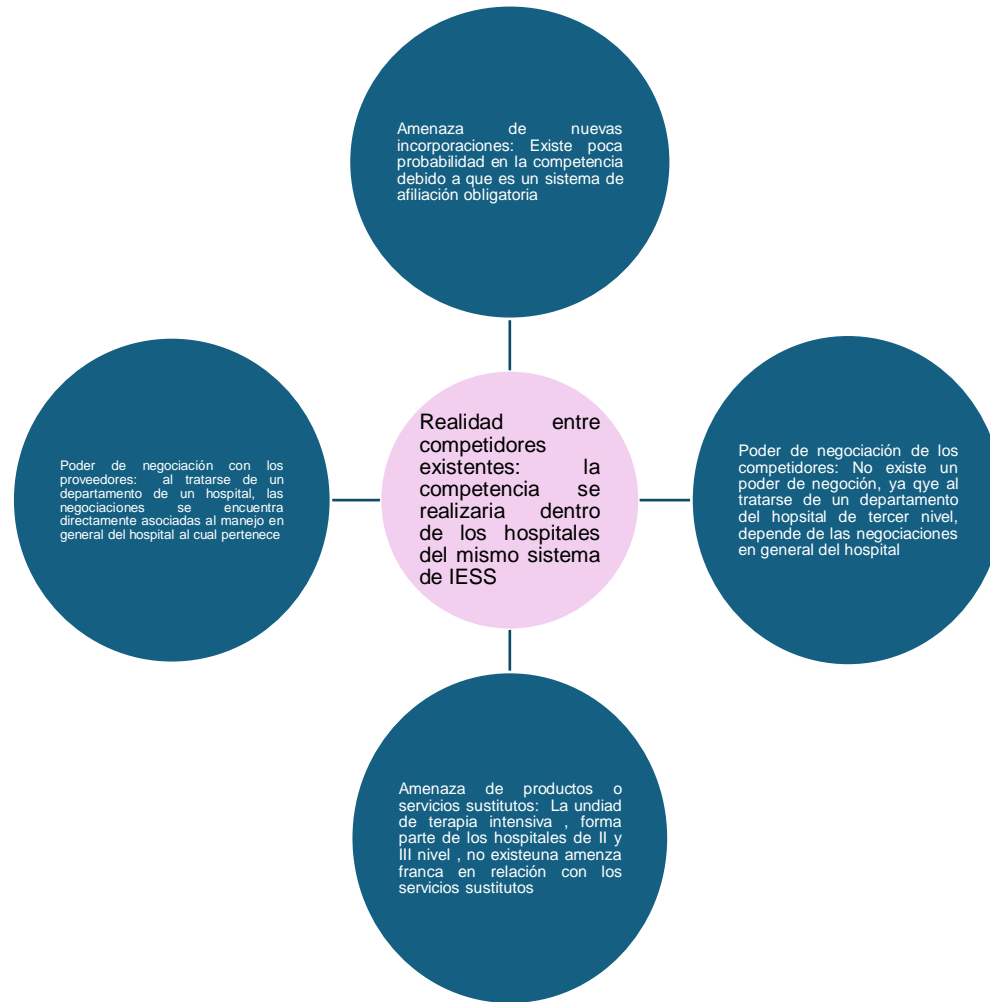 Amenaza de nuevas
incorporaciones: Existe poca
probabilidad en la competencia
debido a que es un sistema de
afiliación obligatoria
Poder de negociación con los
proveedores: al tratarse de un
departamento de un hospital, las
negociaciones se encuentra
directamente asociadas al manejo en
general del hospital al cual pertenece
Realidad entre
competidores
existentes: la
competencia se
realizaria dentro
de los hospitales
del mismo sistema
de IESS
Poder de negociación de los
competidores: No existe un
poder de negoción, ya qye al
tratarse de un departamento
del hopsital de tercer nivel,
depende de las negociaciones
en general del hospital
Amenaza de productos o
servicios sustitutos: La undiad
de terapia intensiva , forma
parte de los hospitales de II y
III nivel , no existeuna amenza
franca en relación con los
servicios sustitutos